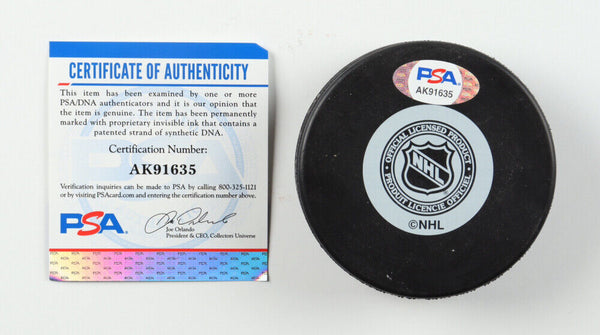 PSA
CERTIFICATE OF AUTHENTICITY
This item has been examined by one or more
PSA/DNA authenticators and it is our opinion that
the item is genuine. The item has been permanently
marked with proprietary invisible ink that contains a
patented strand of synthetic DNA.
Certification Number:
AK91635
Verification inquiries can be made to PSA by calling 800-325-1121
or by visiting PSAcard.com and entering the certification number above.
PSA
Joe Orlando
President & CEO, Collectors Universe
PSA
AK91635
OFFICIAL LICENSED PRODUCT
NHL
PRODUIT LICENCIÉ OFFICIEL
©NHL